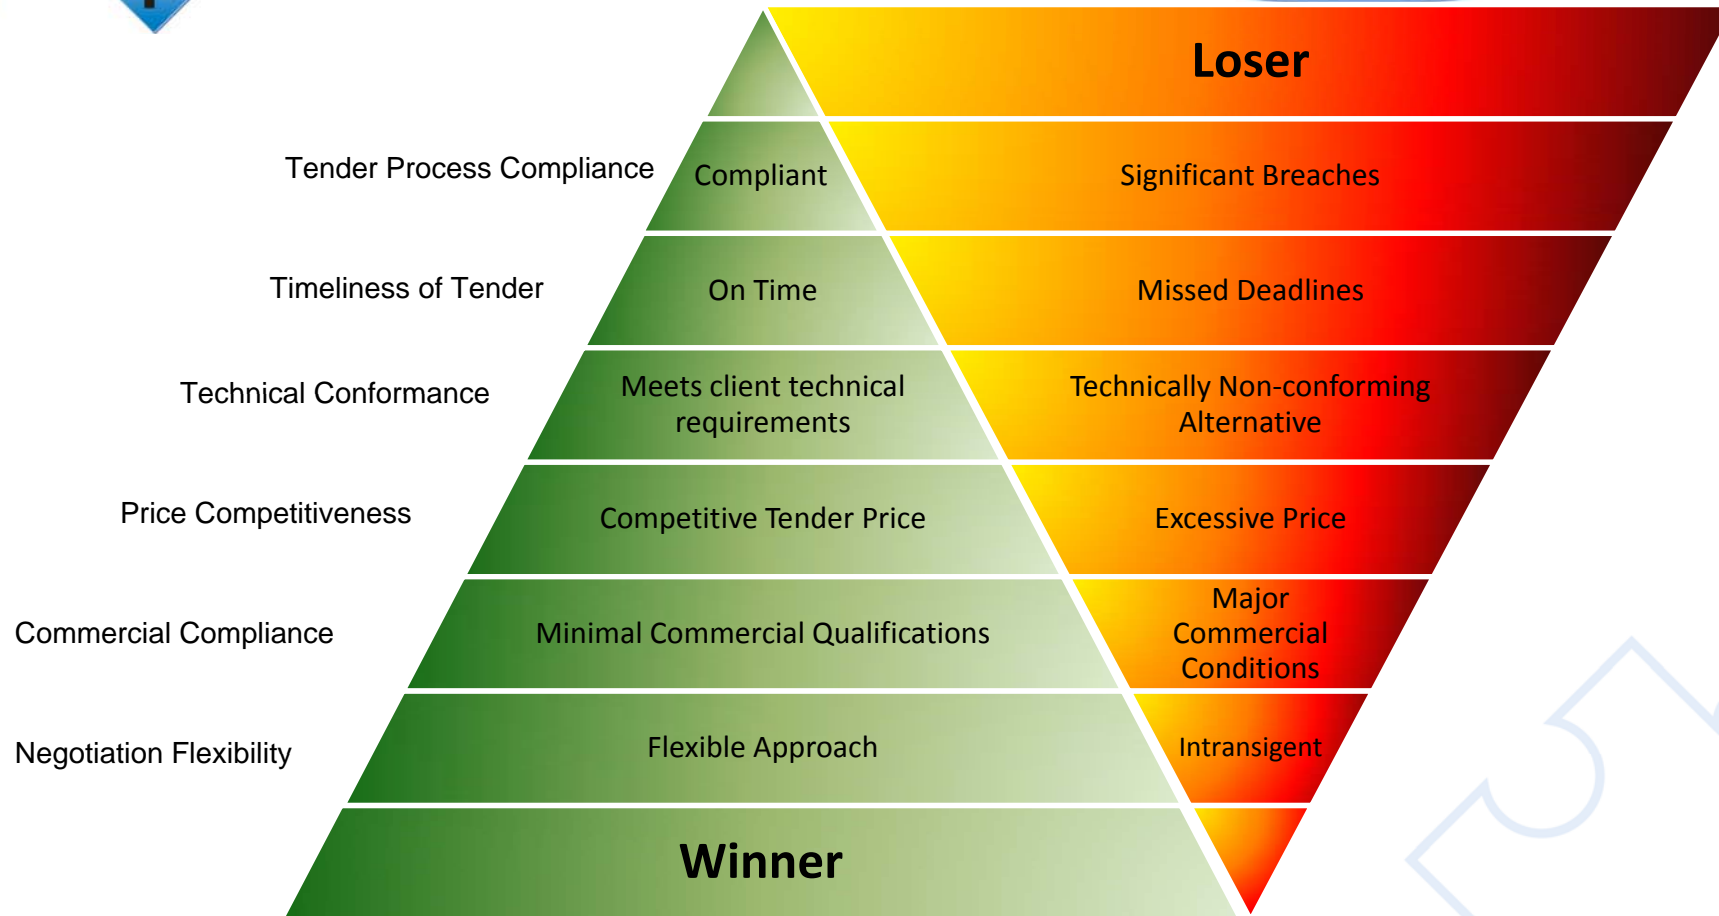 Loser
Tender Process Compliance
Compliant
Significant Breaches
Timeliness of Tender
On Time
Missed Deadlines
Technical Conformance
Meets client technical
requirements
Technically Non-conforming
Alternative
Price Competitiveness
Competitive Tender Price
Excessive Price
Commercial Compliance
Minimal Commercial Qualifications
Major
Commercial
Conditions
Negotiation Flexibility
Flexible Approach
Intransigent
Winner